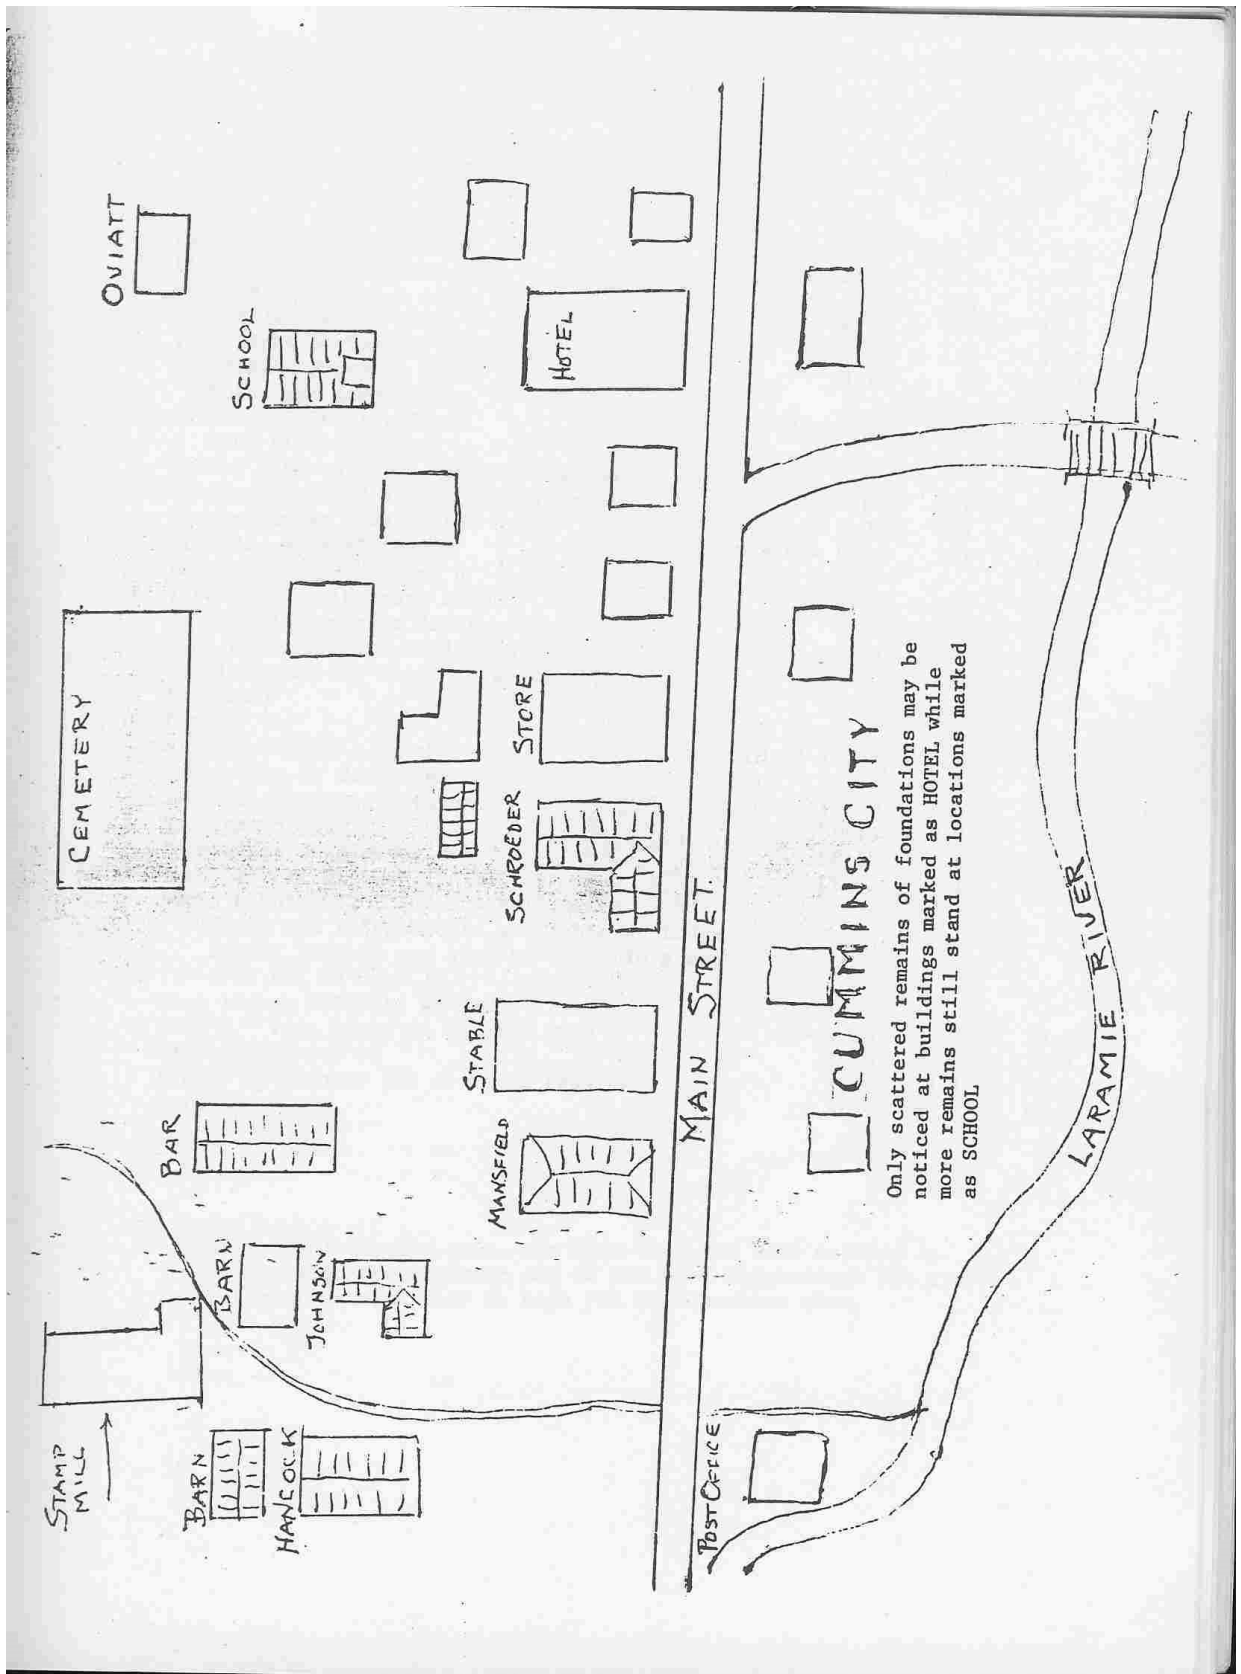 STAMP
MILL
CEMETERY
OVIATT
BAR
BARN
BARN
SCHOOL
JOHNSON
HANCOCK
STABLE
MANSFIELD
SCHROEDER
STORE
HOTEL
MAIN STREET
POST OFFICE
CUMMINS CITY
Only scattered remains of foundations may be
noticed at buildings marked as HOTEL while
more remains still stand at locations marked
as SCHOOL
LARAMIE RIVER